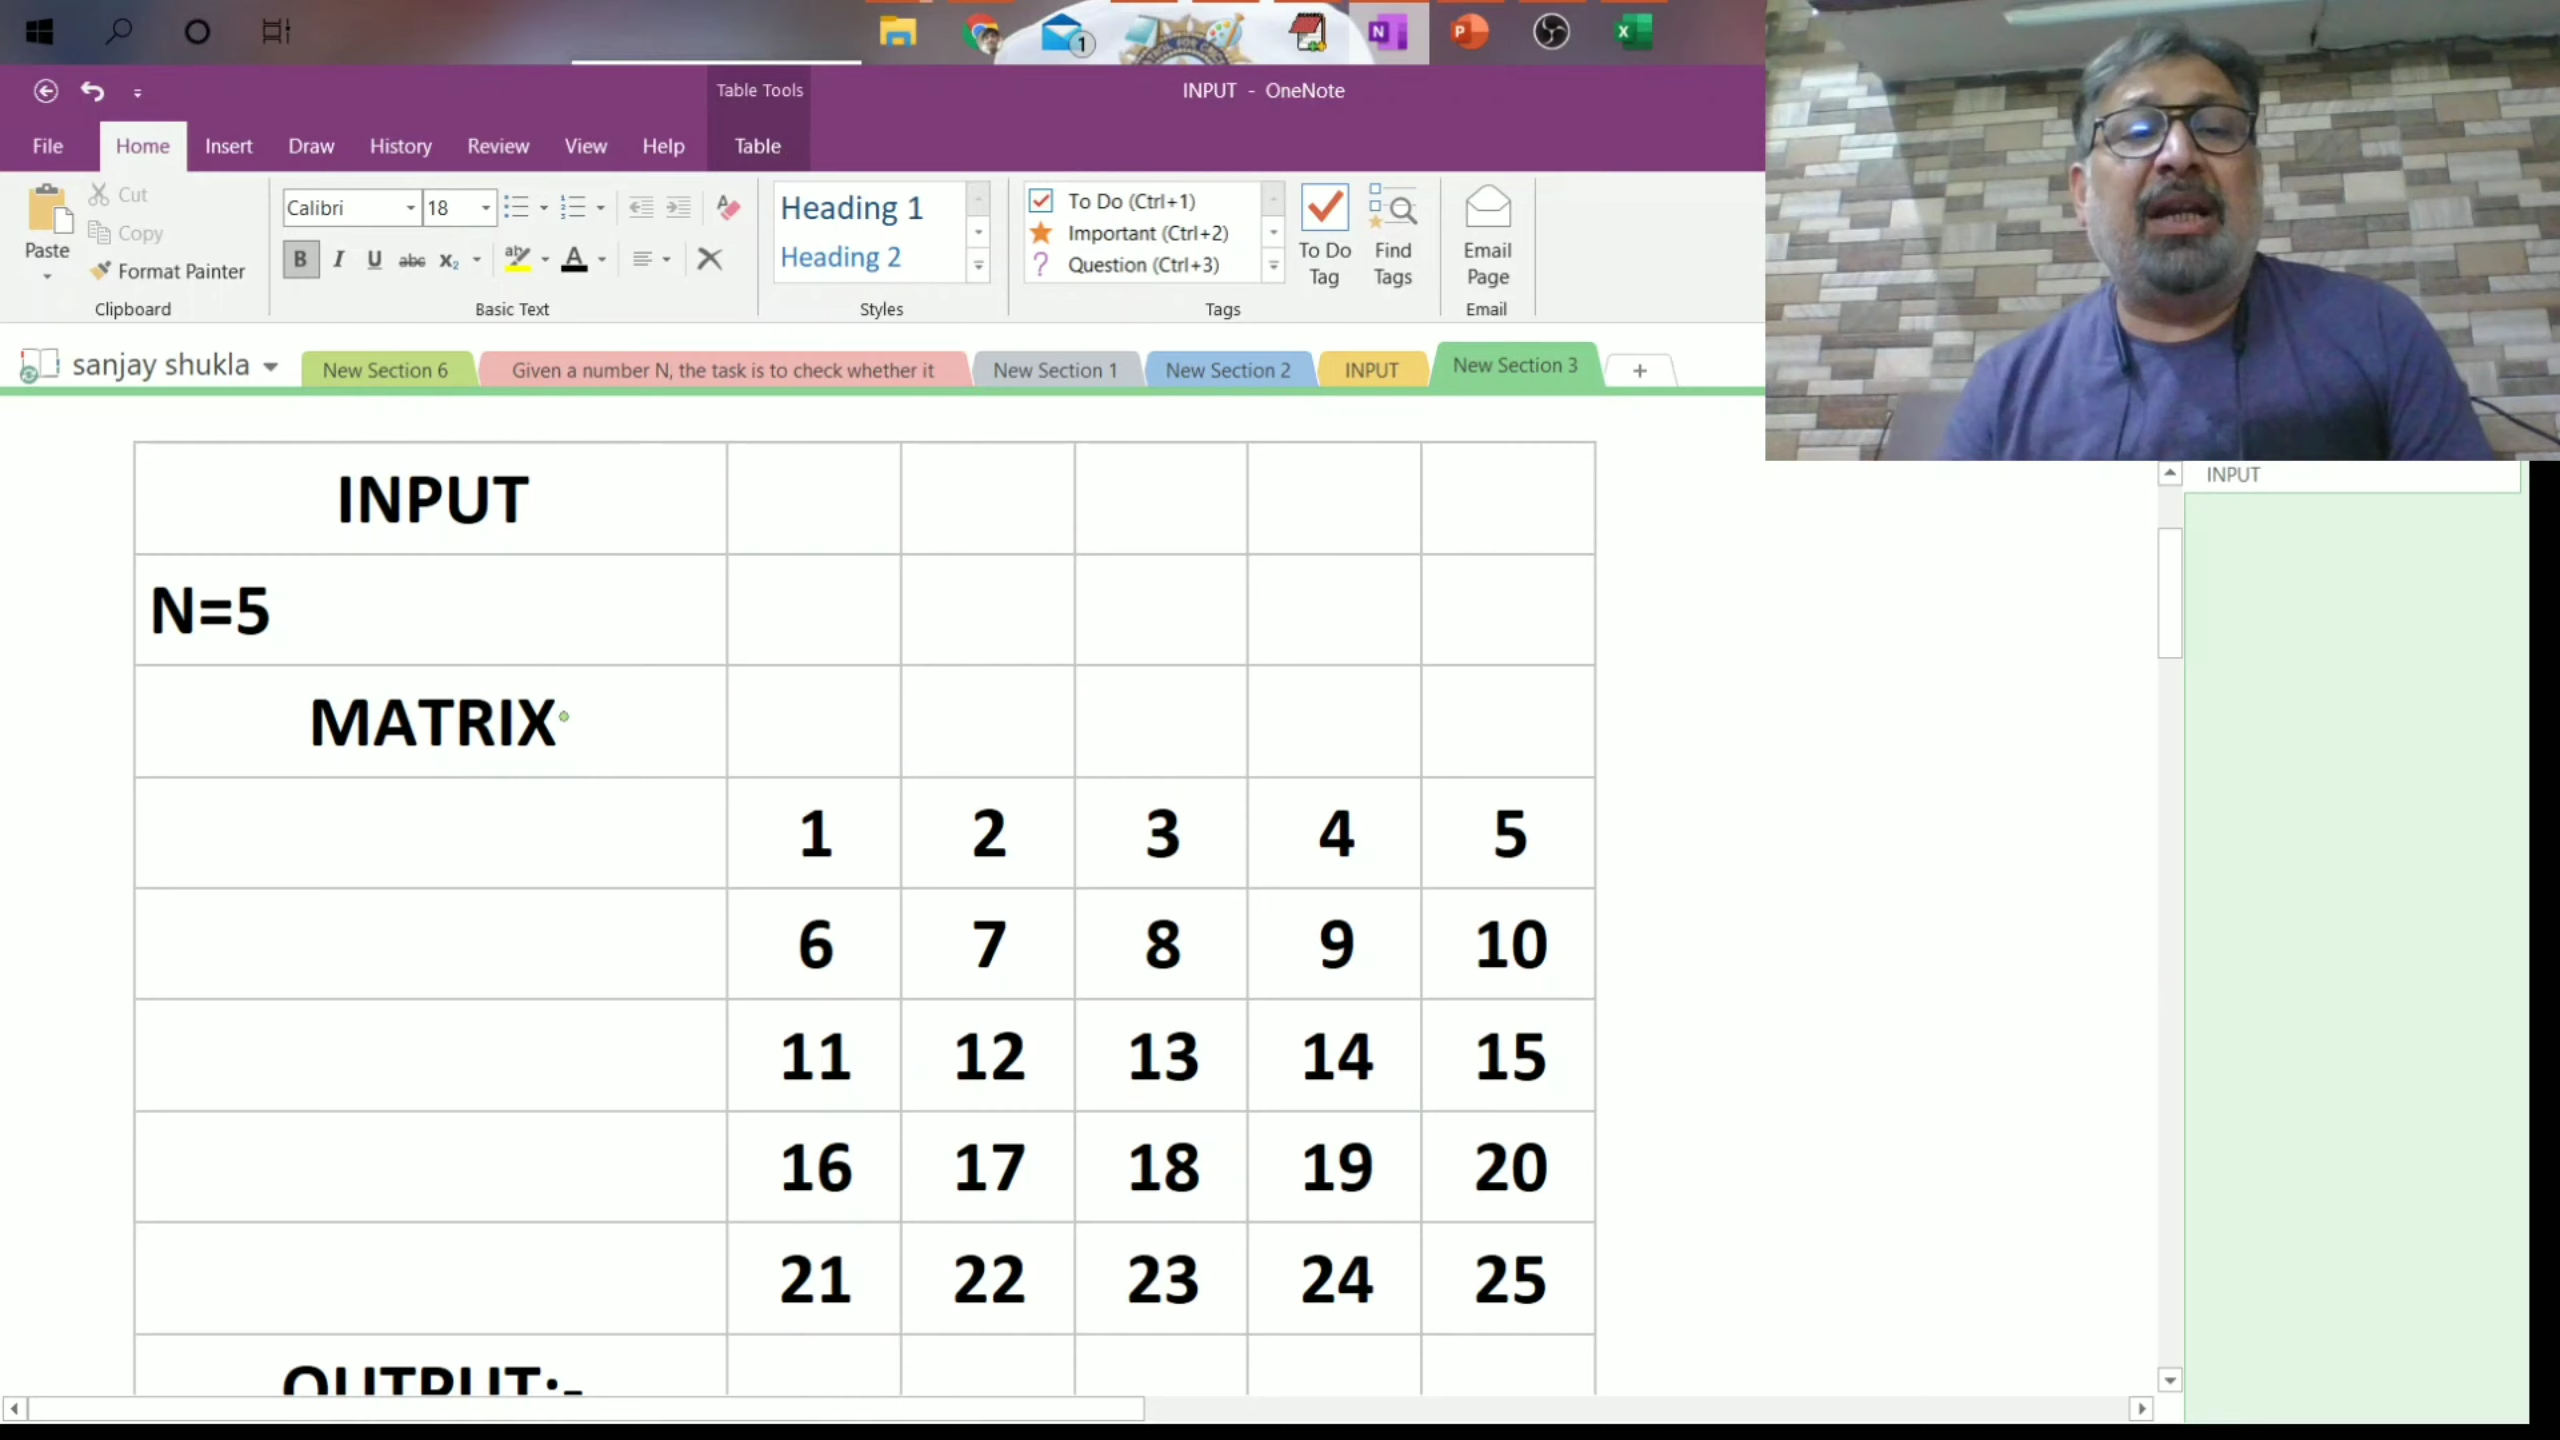 1
Table Tools
INPUT - OneNote
File Home Insert Draw History Review View Help Table
Paste
Cut
Copy
Format Painter
Clipboard
Calibri 18
B I U abc X₂ ab A
Basic Text
Heading 1
Heading 2
Styles
To Do (Ctrl+1)
Important (Ctrl+2)
Question (Ctrl+3)
To Do Tag
Find Tags
Tags
Email Page
Email
sanjay shukla New Section 6 Given a number N, the task is to check whether it New Section 1 New Section 2 INPUT New Section 3 +
INPUT
INPUT
N=5
MATRIX
1 2 3 4 5
6 7 8 9 10
11 12 13 14 15
16 17 18 19 20
21 22 23 24 25
OUTPUT:-